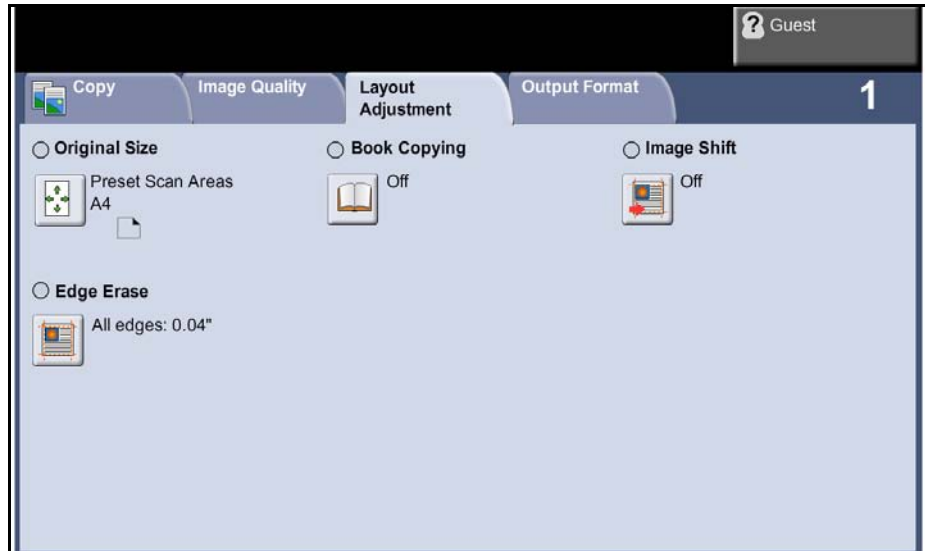 ? Guest
Copy
Image Quality
Layout
Adjustment
Output Format
1
Original Size
Preset Scan Areas
A4
Book Copying
Off
Image Shift
Off
Edge Erase
All edges: 0.04"